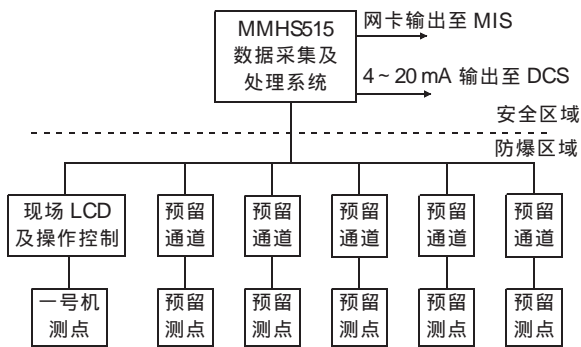 MMHS515
数据采集及
处理系统
网卡输出至 MIS
4~20 mA 输出至 DCS
安全区域
防爆区域
现场 LCD
及操作控制
预留
通道
预留
通道
预留
通道
预留
通道
预留
通道
一号机
测点
预留
测点
预留
测点
预留
测点
预留
测点
预留
测点